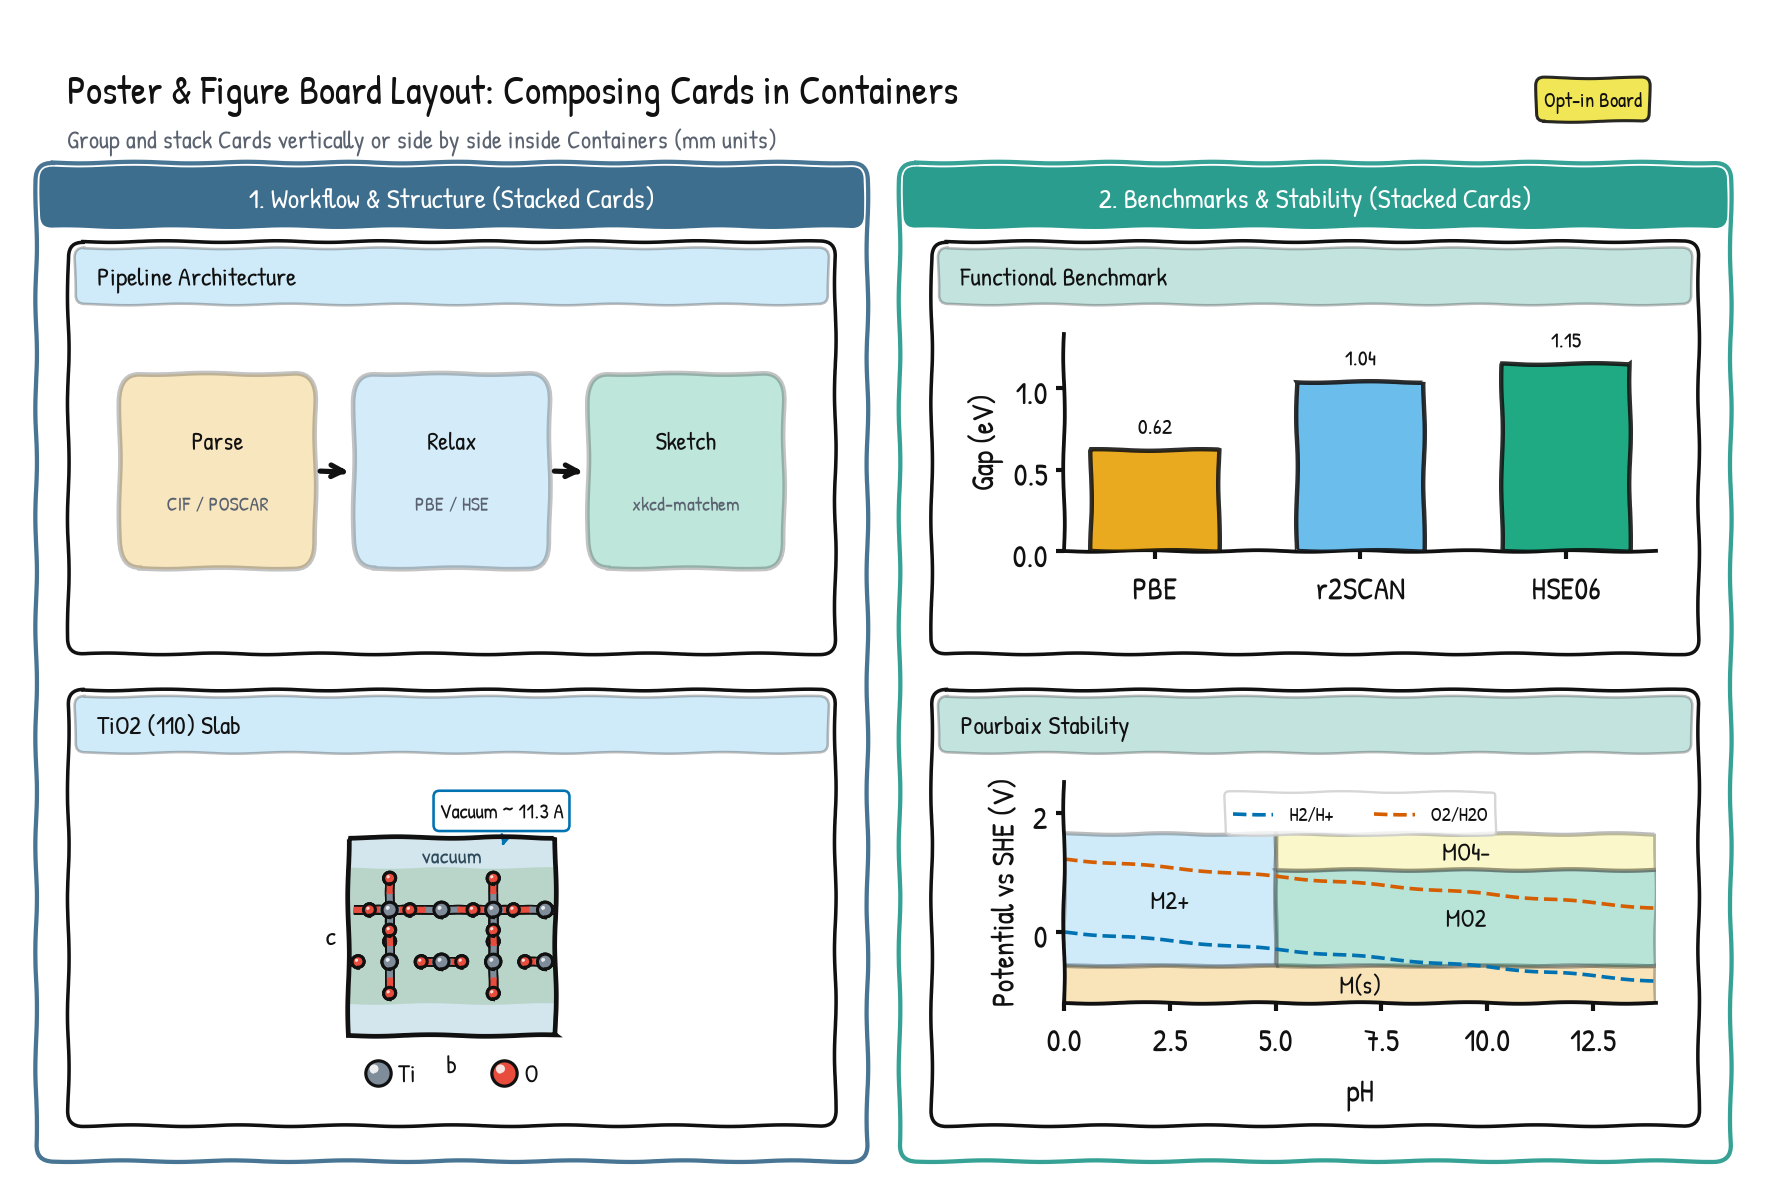 Poster & Figure Board Layout: Composing Cards in Containers
Opt-in Board
Group and stack Cards vertically or side by side inside Containers (mm units)
1. Workflow & Structure (Stacked Cards)
Pipeline Architecture
Parse
CIF / POSCAR
Relax
PBE / HSE
Sketch
xkcd-matchem
TiO2 (110) Slab
Vacuum ~ 11.3 A
vacuum
c
b
Ti
O
2. Benchmarks & Stability (Stacked Cards)
Functional Benchmark
Gap (eV)
1.0
0.5
0.0
0.62
1.04
1.15
PBE
r2SCAN
HSE06
Pourbaix Stability
Potential vs SHE (V)
2
0
H2/H+
O2/H2O
MO4-
M2+
MO2
M(s)
0.0
2.5
5.0
7.5
10.0
12.5
pH